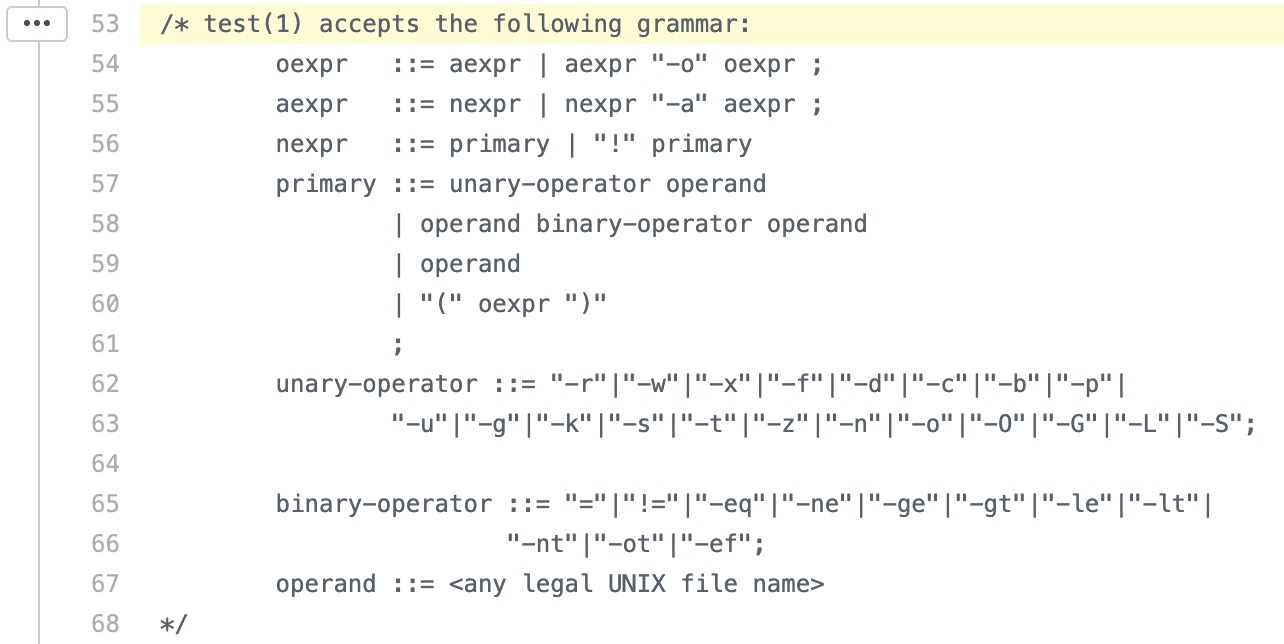 ••• 53 /* test(1) accepts the following grammar:
54         oexpr   ::= aexpr | aexpr "-o" oexpr ;
55         aexpr   ::= nexpr | nexpr "-a" aexpr ;
56         nexpr   ::= primary | "!" primary
57         primary ::= unary-operator operand
58                 | operand binary-operator operand
59                 | operand
60                 | "(" oexpr ")"
61                 ;
62         unary-operator ::= "-r"|"-w"|"-x"|"-f"|"-d"|"-c"|"-b"|"-p"|
63                 "-u"|"-g"|"-k"|"-s"|"-t"|"-z"|"-n"|"-o"|"-O"|"-G"|"-L"|"-S";
64
65         binary-operator ::= "="|"!="|"-eq"|"-ne"|"-ge"|"-gt"|"-le"|"-lt"|
66                         "-nt"|"-ot"|"-ef";
67         operand ::= <any legal UNIX file name>
68 */